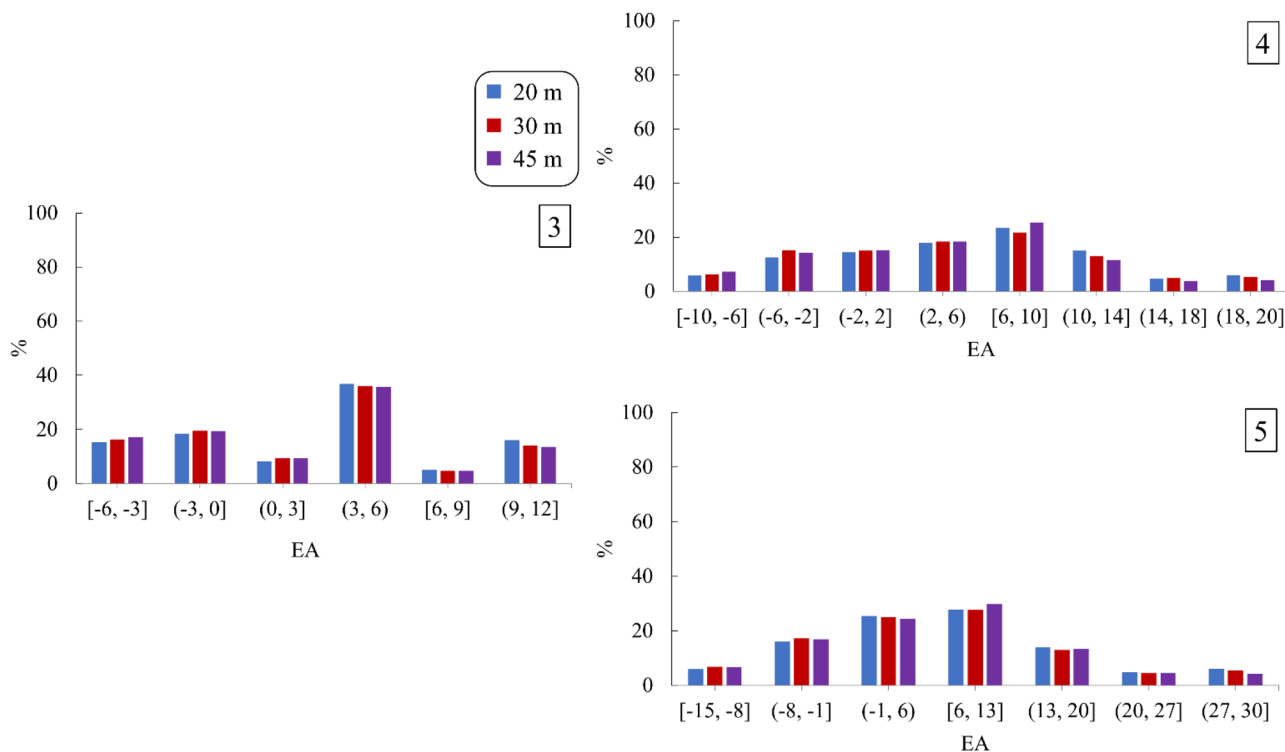 20 m
30 m
45 m
3
100
80
60
40
20
0
%
[-6, -3] (-3, 0] (0, 3] (3, 6) [6, 9] (9, 12]
EA
4
100
80
60
40
20
0
%
[-10, -6] (-6, -2] (-2, 2] (2, 6) [6, 10] (10, 14] (14, 18] (18, 20]
EA
5
100
80
60
40
20
0
%
[-15, -8] (-8, -1] (-1, 6) [6, 13] (13, 20] (20, 27] (27, 30]
EA